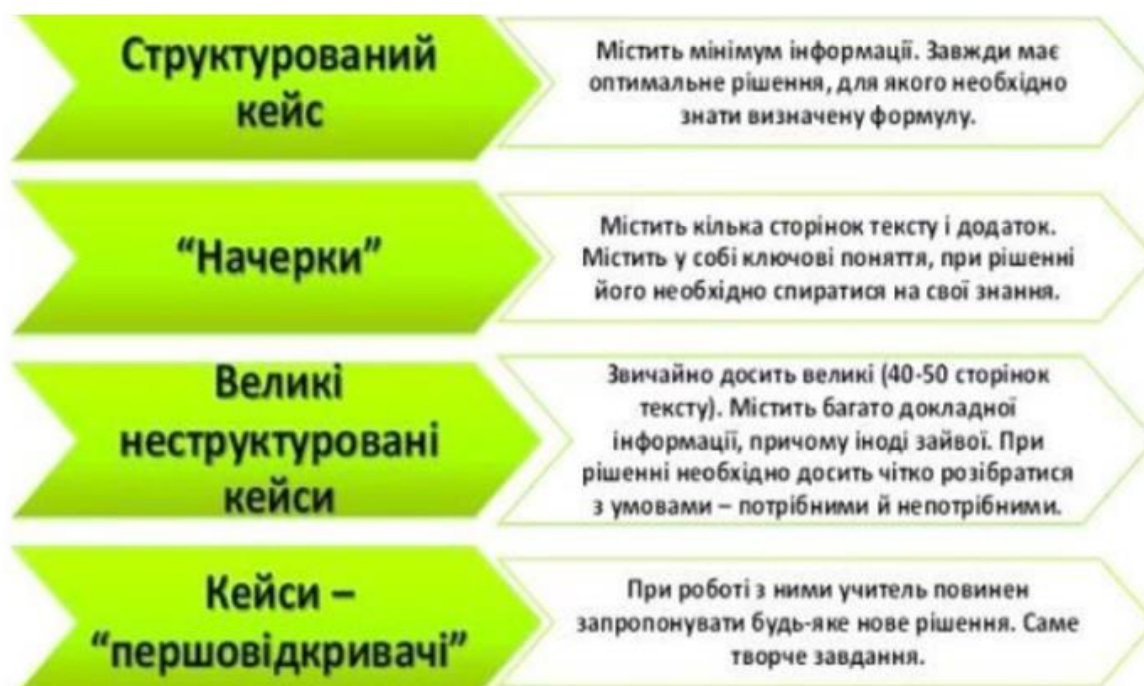 Структурований
кейс
Містить мінімум інформації. Завжди має
оптимальне рішення, для якого необхідно
знати визначену формулу.
“Начерки”
Містить кілька сторінок тексту і додаток.
Містить у собі ключові поняття, при рішенні
його необхідно спиратися на свої знання.
Великі
неструктуровані
кейси
Звичайно досить великі (40-50 сторінок
тексту). Містить багато докладної
інформації, причому іноді зайвої. При
рішенні необхідно досить чітко розібратися
з умовами – потрібними й непотрібними.
Кейси –
“першовідкривачі”
При роботі з ними учитель повинен
запропонувати будь-яке нове рішення. Саме
творче завдання.